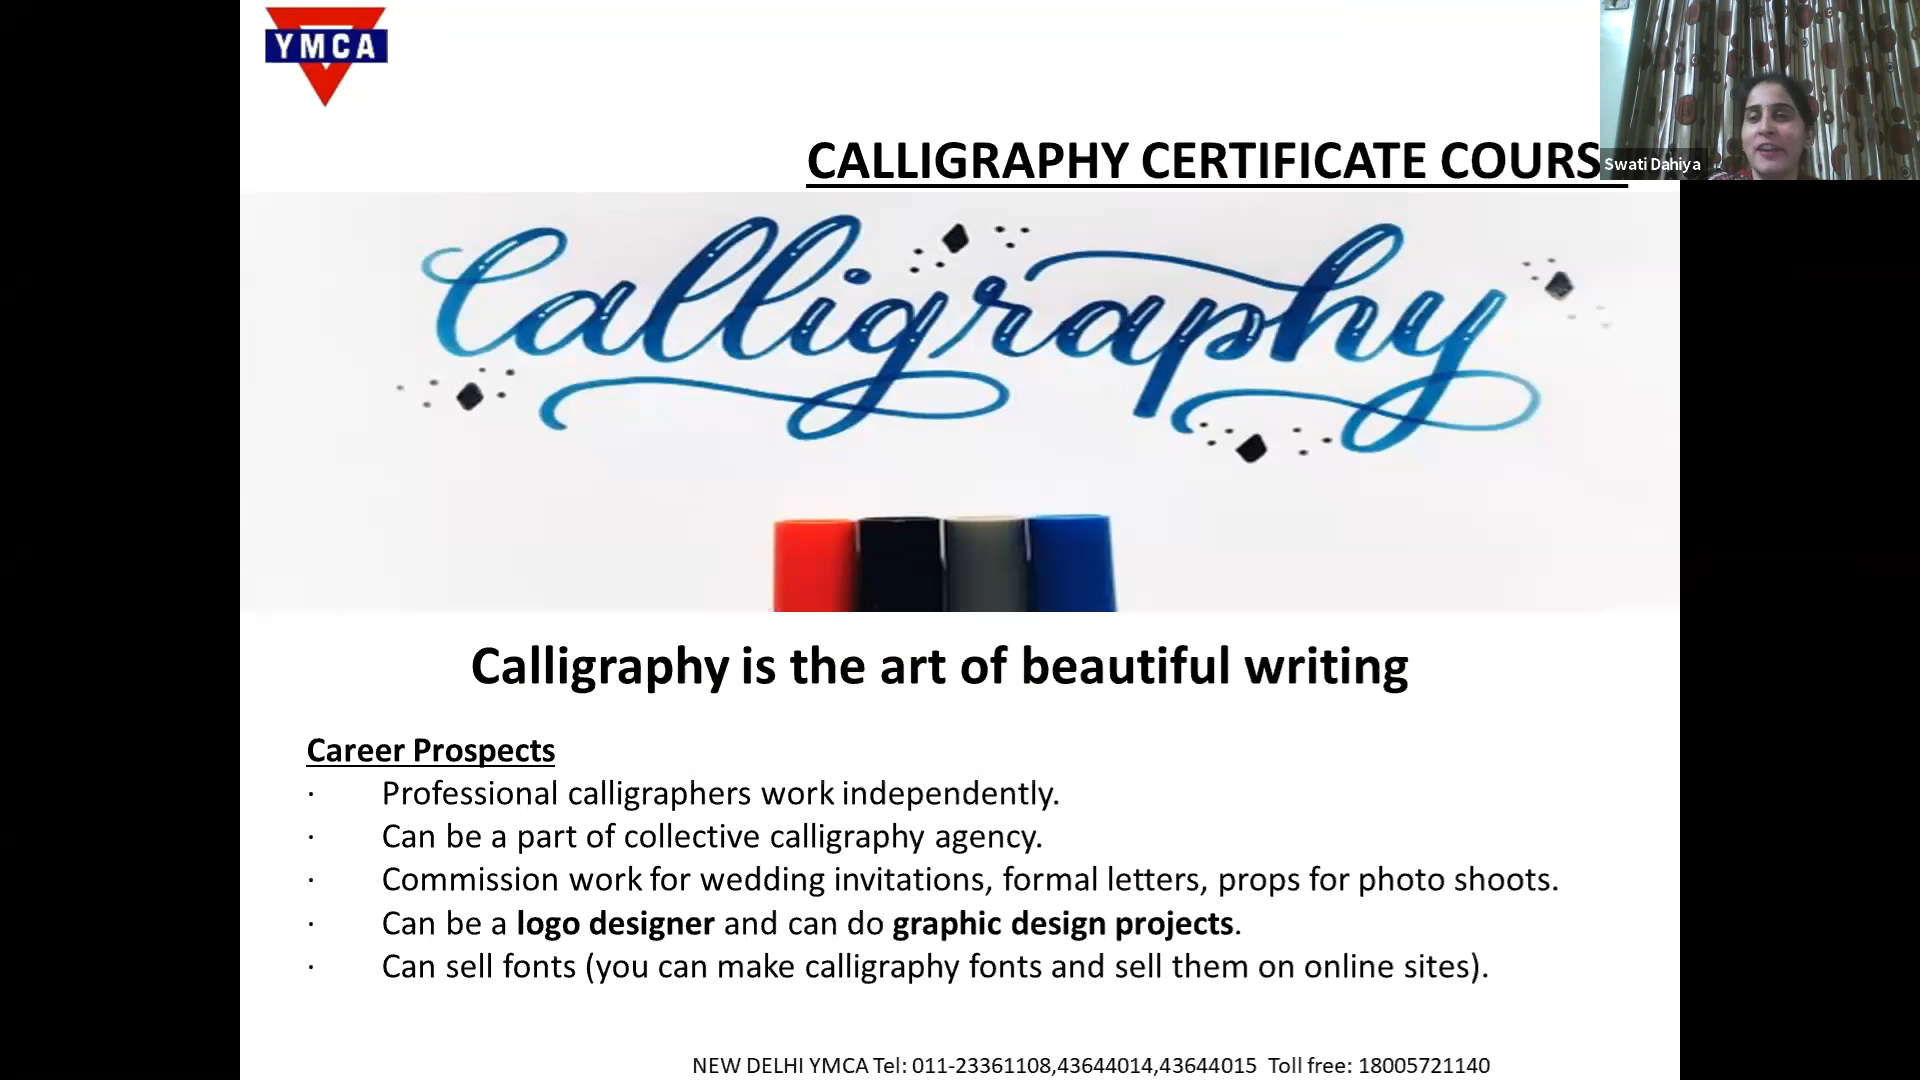 YMCA
CALLIGRAPHY CERTIFICATE COURS
Swati Dahiya
Calligraphy
Calligraphy is the art of beautiful writing
Career Prospects
· Professional calligraphers work independently.
· Can be a part of collective calligraphy agency.
· Commission work for wedding invitations, formal letters, props for photo shoots.
· Can be a logo designer and can do graphic design projects.
· Can sell fonts (you can make calligraphy fonts and sell them on online sites).
NEW DELHI YMCA Tel: 011-23361108,43644014,43644015 Toll free: 18005721140